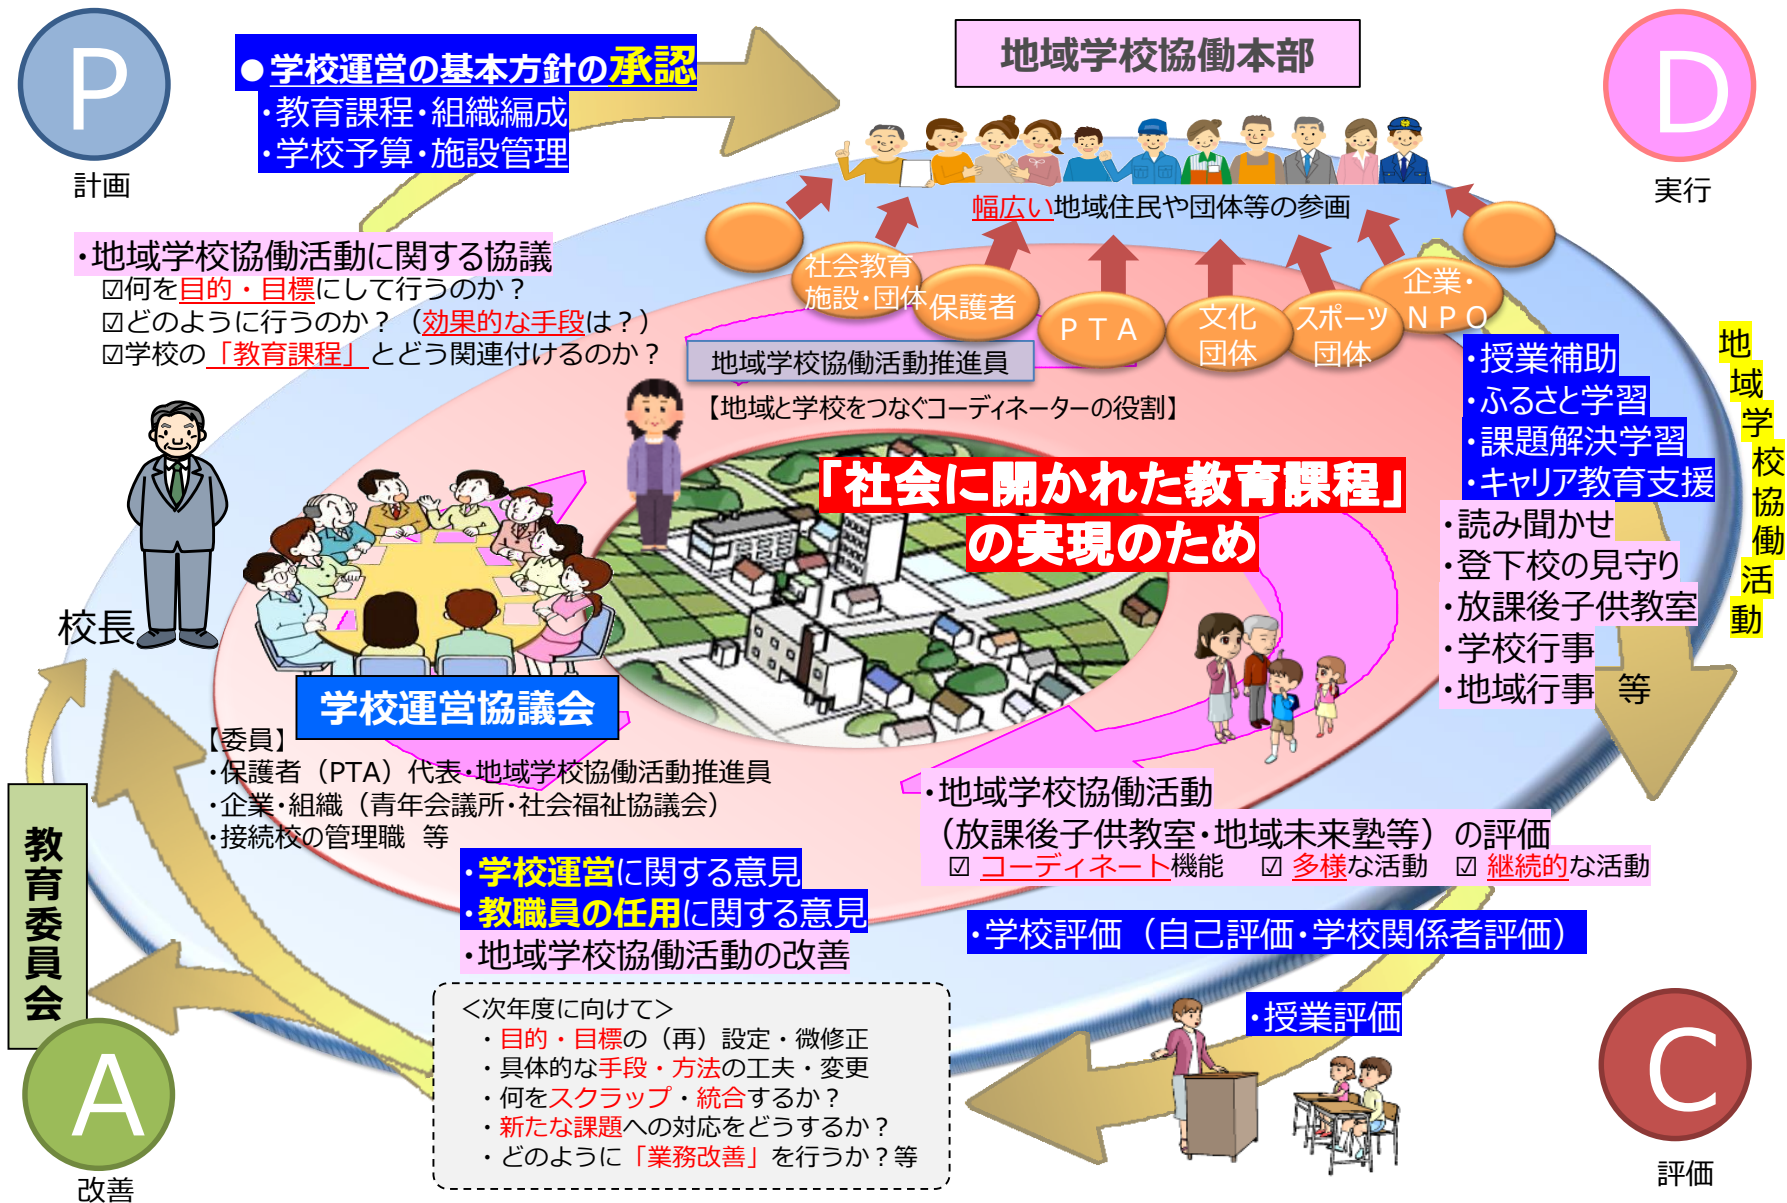 P
計画
●学校運営の基本方針の承認
・教育課程・組織編成
・学校予算・施設管理
地域学校協働本部
D
実行
幅広い地域住民や団体等の参画
・地域学校協働活動に関する協議
☑何を目的・目標にして行うのか？
☑どのように行うのか？（効果的な手段は？）
☑学校の「教育課程」とどう関連付けるのか？
社会教育
施設・団体
保護者
ＰＴＡ
文化
団体
スポーツ
団体
企業・
ＮＰＯ
地域学校協働活動推進員
【地域と学校をつなぐコーディネーターの役割】
・授業補助
・ふるさと学習
・課題解決学習
・キャリア教育支援
・読み聞かせ
・登下校の見守り
・放課後子供教室
・学校行事
・地域行事　等
地域学校協働活動
「社会に開かれた教育課程」
の実現のため
校長
学校運営協議会
【委員】
・保護者（PTA）代表・地域学校協働活動推進員
・企業・組織（青年会議所・社会福祉協議会）
・接続校の管理職　等
教育委員会
・地域学校協働活動
（放課後子供教室・地域未来塾等）の評価
☑ コーディネート機能　☑ 多様な活動　☑ 継続的な活動
・学校運営に関する意見
・教職員の任用に関する意見
・地域学校協働活動の改善
・学校評価（自己評価・学校関係者評価）
・授業評価
＜次年度に向けて＞
・目的・目標の（再）設定・微修正
・具体的な手段・方法の工夫・変更
・何をスクラップ・統合するか？
・新たな課題への対応をどうするか？
・どのように「業務改善」を行うか？等
A
改善
C
評価